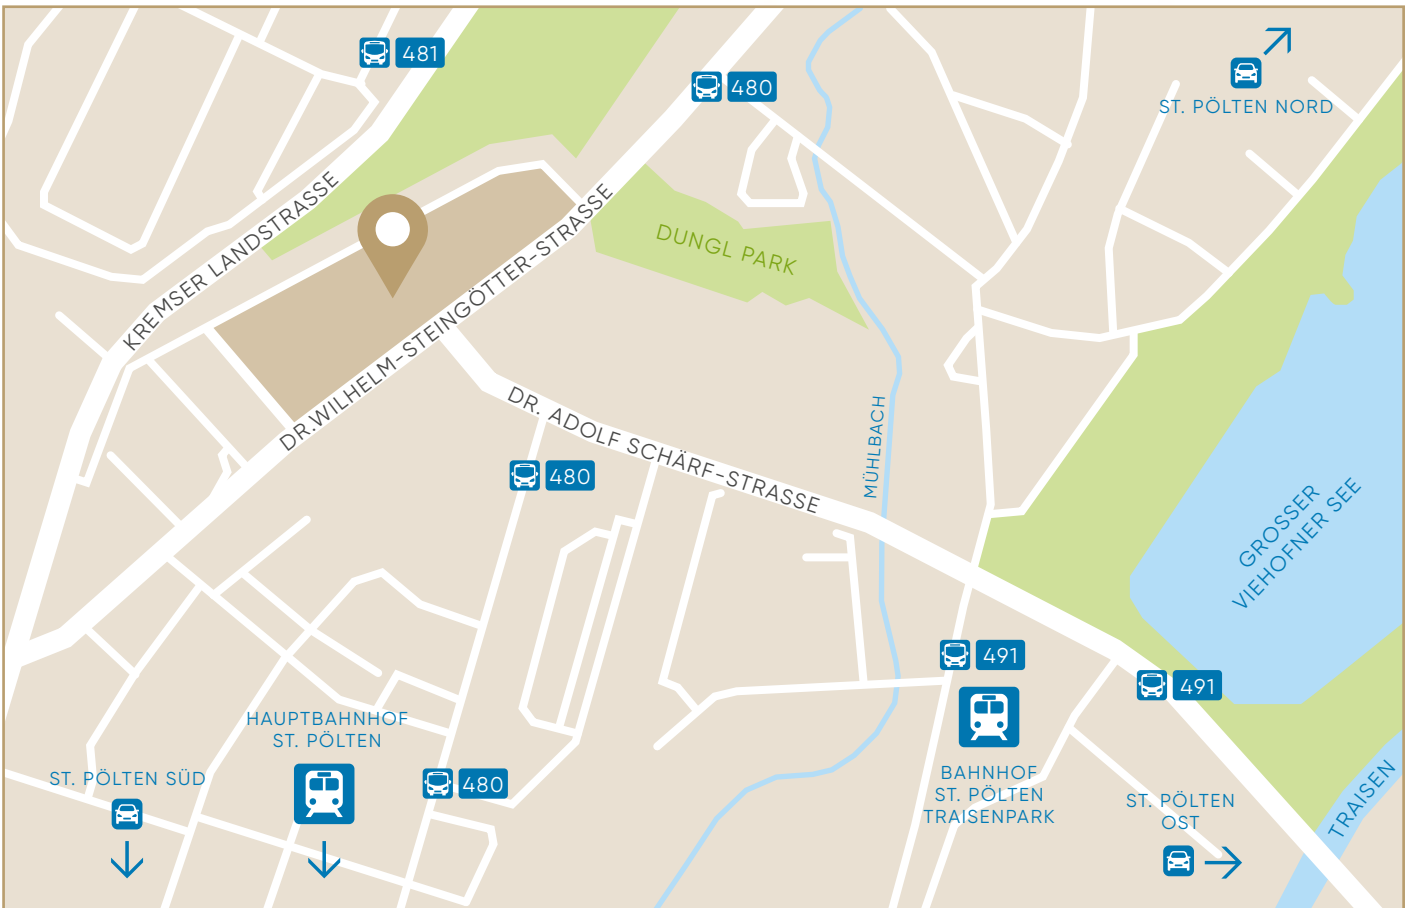 481
480
ST. PÖLTEN NORD
KREMSER LANDSTRASSE
DUNGL PARK
DR.WILHELM-STEINGÖTTER-STRASSE
DR. ADOLF SCHÄRF-STRASSE
MÜHLBACH
480
GROSSER
VIEHOFNER SEE
491
491
HAUPTBAHNHOF
ST. PÖLTEN
ST. PÖLTEN SÜD
480
BAHNHOF
ST. PÖLTEN
TRAISENPARK
ST. PÖLTEN
OST
TRAISEN